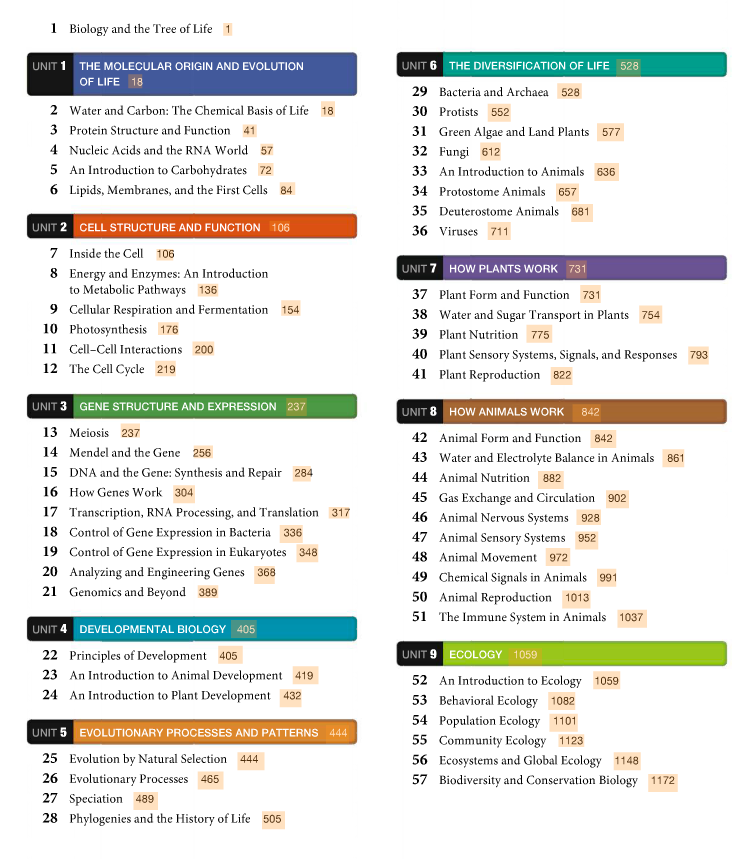 1 Biology and the Tree of Life 1
UNIT 1 THE MOLECULAR ORIGIN AND EVOLUTION
OF LIFE 18
2 Water and Carbon: The Chemical Basis of Life 18
3 Protein Structure and Function 41
4 Nucleic Acids and the RNA World 57
5 An Introduction to Carbohydrates 72
6 Lipids, Membranes, and the First Cells 84
UNIT 2 CELL STRUCTURE AND FUNCTION 106
7 Inside the Cell 106
8 Energy and Enzymes: An Introduction
to Metabolic Pathways 136
9 Cellular Respiration and Fermentation 154
10 Photosynthesis 176
11 Cell–Cell Interactions 200
12 The Cell Cycle 219
UNIT 3 GENE STRUCTURE AND EXPRESSION 237
13 Meiosis 237
14 Mendel and the Gene 256
15 DNA and the Gene: Synthesis and Repair 284
16 How Genes Work 304
17 Transcription, RNA Processing, and Translation 317
18 Control of Gene Expression in Bacteria 336
19 Control of Gene Expression in Eukaryotes 348
20 Analyzing and Engineering Genes 368
21 Genomics and Beyond 389
UNIT 4 DEVELOPMENTAL BIOLOGY 405
22 Principles of Development 405
23 An Introduction to Animal Development 419
24 An Introduction to Plant Development 432
UNIT 5 EVOLUTIONARY PROCESSES AND PATTERNS 444
25 Evolution by Natural Selection 444
26 Evolutionary Processes 465
27 Speciation 489
28 Phylogenies and the History of Life 505
UNIT 6 THE DIVERSIFICATION OF LIFE 528
29 Bacteria and Archaea 528
30 Protists 552
31 Green Algae and Land Plants 577
32 Fungi 612
33 An Introduction to Animals 636
34 Protostome Animals 657
35 Deuterostome Animals 681
36 Viruses 711
UNIT 7 HOW PLANTS WORK 731
37 Plant Form and Function 731
38 Water and Sugar Transport in Plants 754
39 Plant Nutrition 775
40 Plant Sensory Systems, Signals, and Responses 793
41 Plant Reproduction 822
UNIT 8 HOW ANIMALS WORK 842
42 Animal Form and Function 842
43 Water and Electrolyte Balance in Animals 861
44 Animal Nutrition 882
45 Gas Exchange and Circulation 902
46 Animal Nervous Systems 928
47 Animal Sensory Systems 952
48 Animal Movement 972
49 Chemical Signals in Animals 991
50 Animal Reproduction 1013
51 The Immune System in Animals 1037
UNIT 9 ECOLOGY 1059
52 An Introduction to Ecology 1059
53 Behavioral Ecology 1082
54 Population Ecology 1101
55 Community Ecology 1123
56 Ecosystems and Global Ecology 1148
57 Biodiversity and Conservation Biology 1172